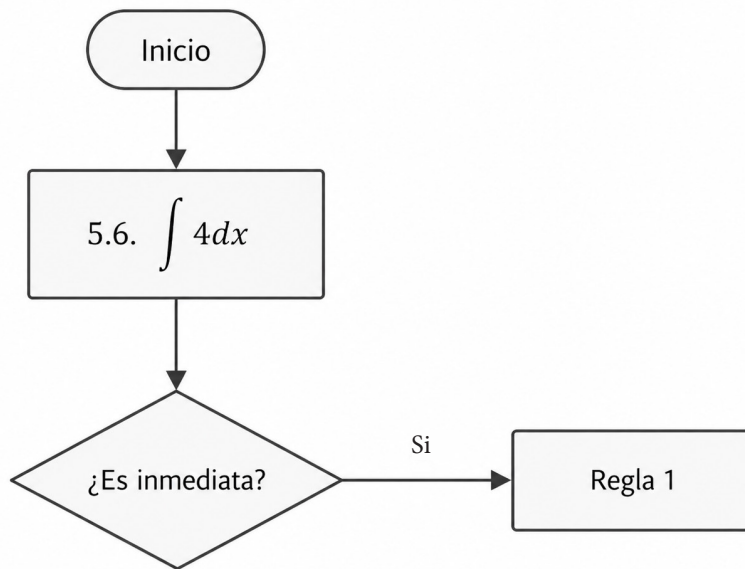 Inicio
5.6. ∫ 4dx
¿Es inmediata?
Si
Regla 1